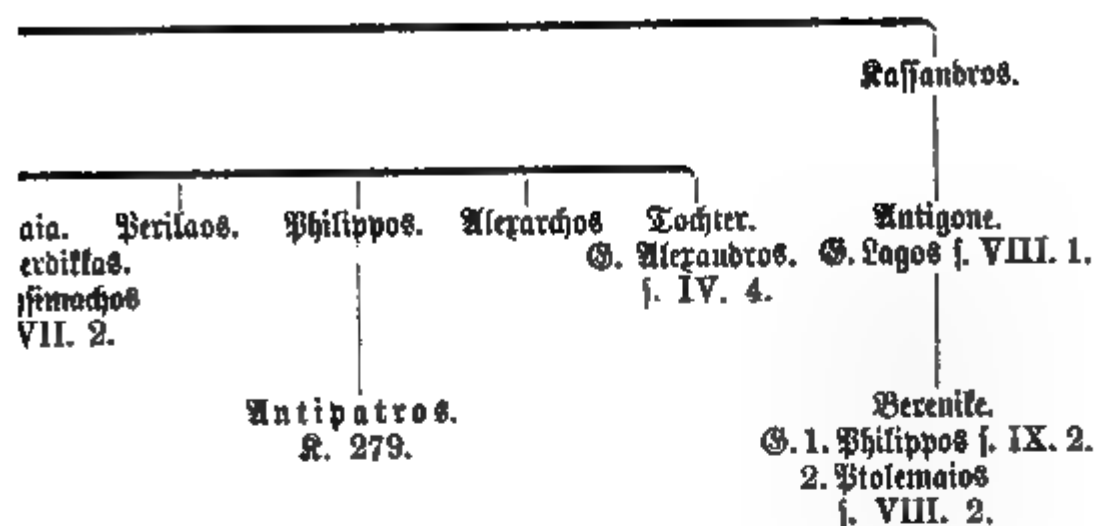 Kassandros.
aia. Perilaos. Philippos. Alexarchos Tochter. Antigone.
erdikkas. G. Alexandros. G. Lagos s. VIII. 1.
ysimachos s. IV. 4.
VII. 2.
Antipatros. Berenike.
K. 279. G. 1. Philippos s. IX. 2.
2. Ptolemaios
s. VIII. 2.